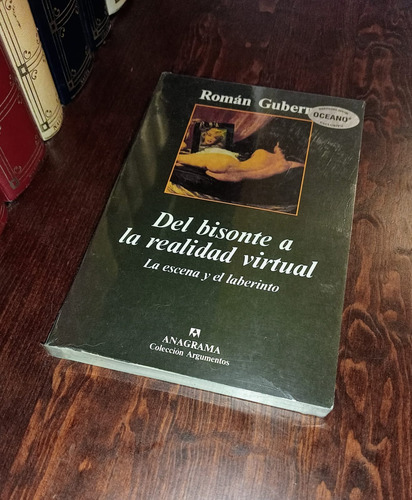 Román Gubern
OCEANO
Del bisonte a
la realidad virtual
La escena y el laberinto
ANAGRAMA
Colección Argumentos